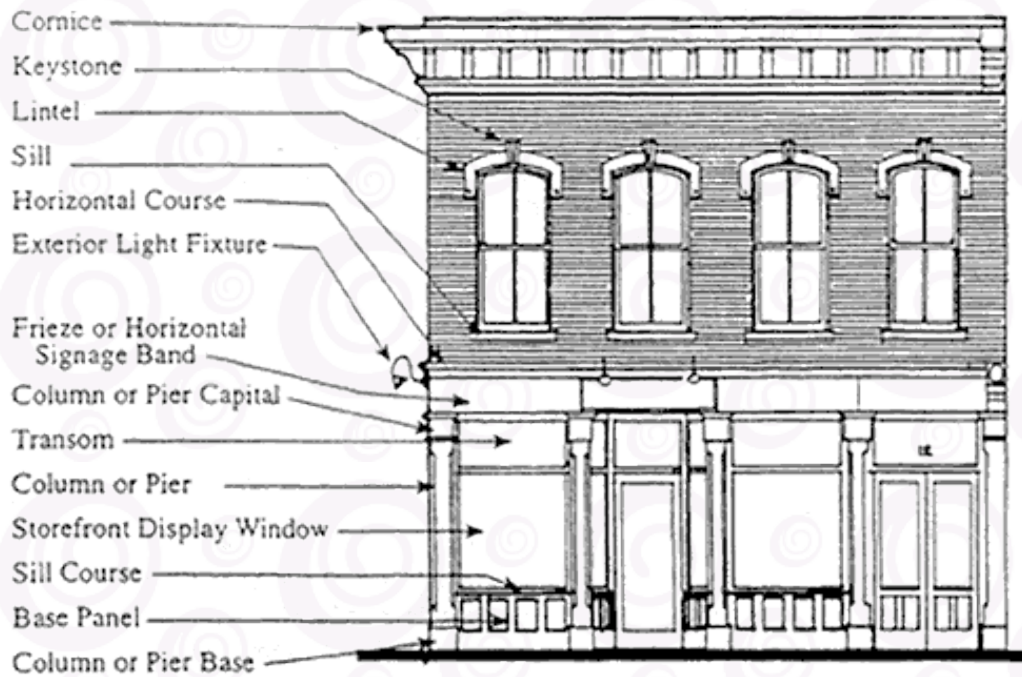 Cornice
Keystone
Lintel
Sill
Horizontal Course
Exterior Light Fixture
Frieze or Horizontal
Signage Band
Column or Pier Capital
Transom
Column or Pier
Storefront Display Window
Sill Course
Base Panel
Column or Pier Base